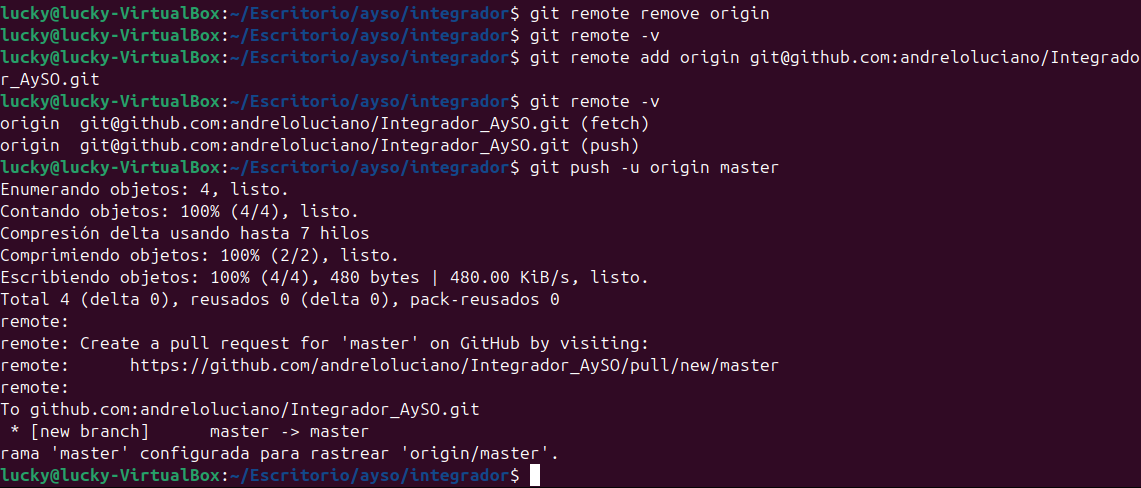 lucky@lucky-VirtualBox:~/Escritorio/ayso/integrador$ git remote remove origin
lucky@lucky-VirtualBox:~/Escritorio/ayso/integrador$ git remote -v
lucky@lucky-VirtualBox:~/Escritorio/ayso/integrador$ git remote add origin git@github.com:andreloluciano/Integrado
r_AySO.git
lucky@lucky-VirtualBox:~/Escritorio/ayso/integrador$ git remote -v
origin  git@github.com:andreloluciano/Integrador_AySO.git (fetch)
origin  git@github.com:andreloluciano/Integrador_AySO.git (push)
lucky@lucky-VirtualBox:~/Escritorio/ayso/integrador$ git push -u origin master
Enumerando objetos: 4, listo.
Contando objetos: 100% (4/4), listo.
Compresión delta usando hasta 7 hilos
Comprimiendo objetos: 100% (2/2), listo.
Escribiendo objetos: 100% (4/4), 480 bytes | 480.00 KiB/s, listo.
Total 4 (delta 0), reusados 0 (delta 0), pack-reusados 0
remote:
remote: Create a pull request for 'master' on GitHub by visiting:
remote:      https://github.com/andreloluciano/Integrador_AySO/pull/new/master
remote:
To github.com:andreloluciano/Integrador_AySO.git
 * [new branch]      master -> master
rama 'master' configurada para rastrear 'origin/master'.
lucky@lucky-VirtualBox:~/Escritorio/ayso/integrador$